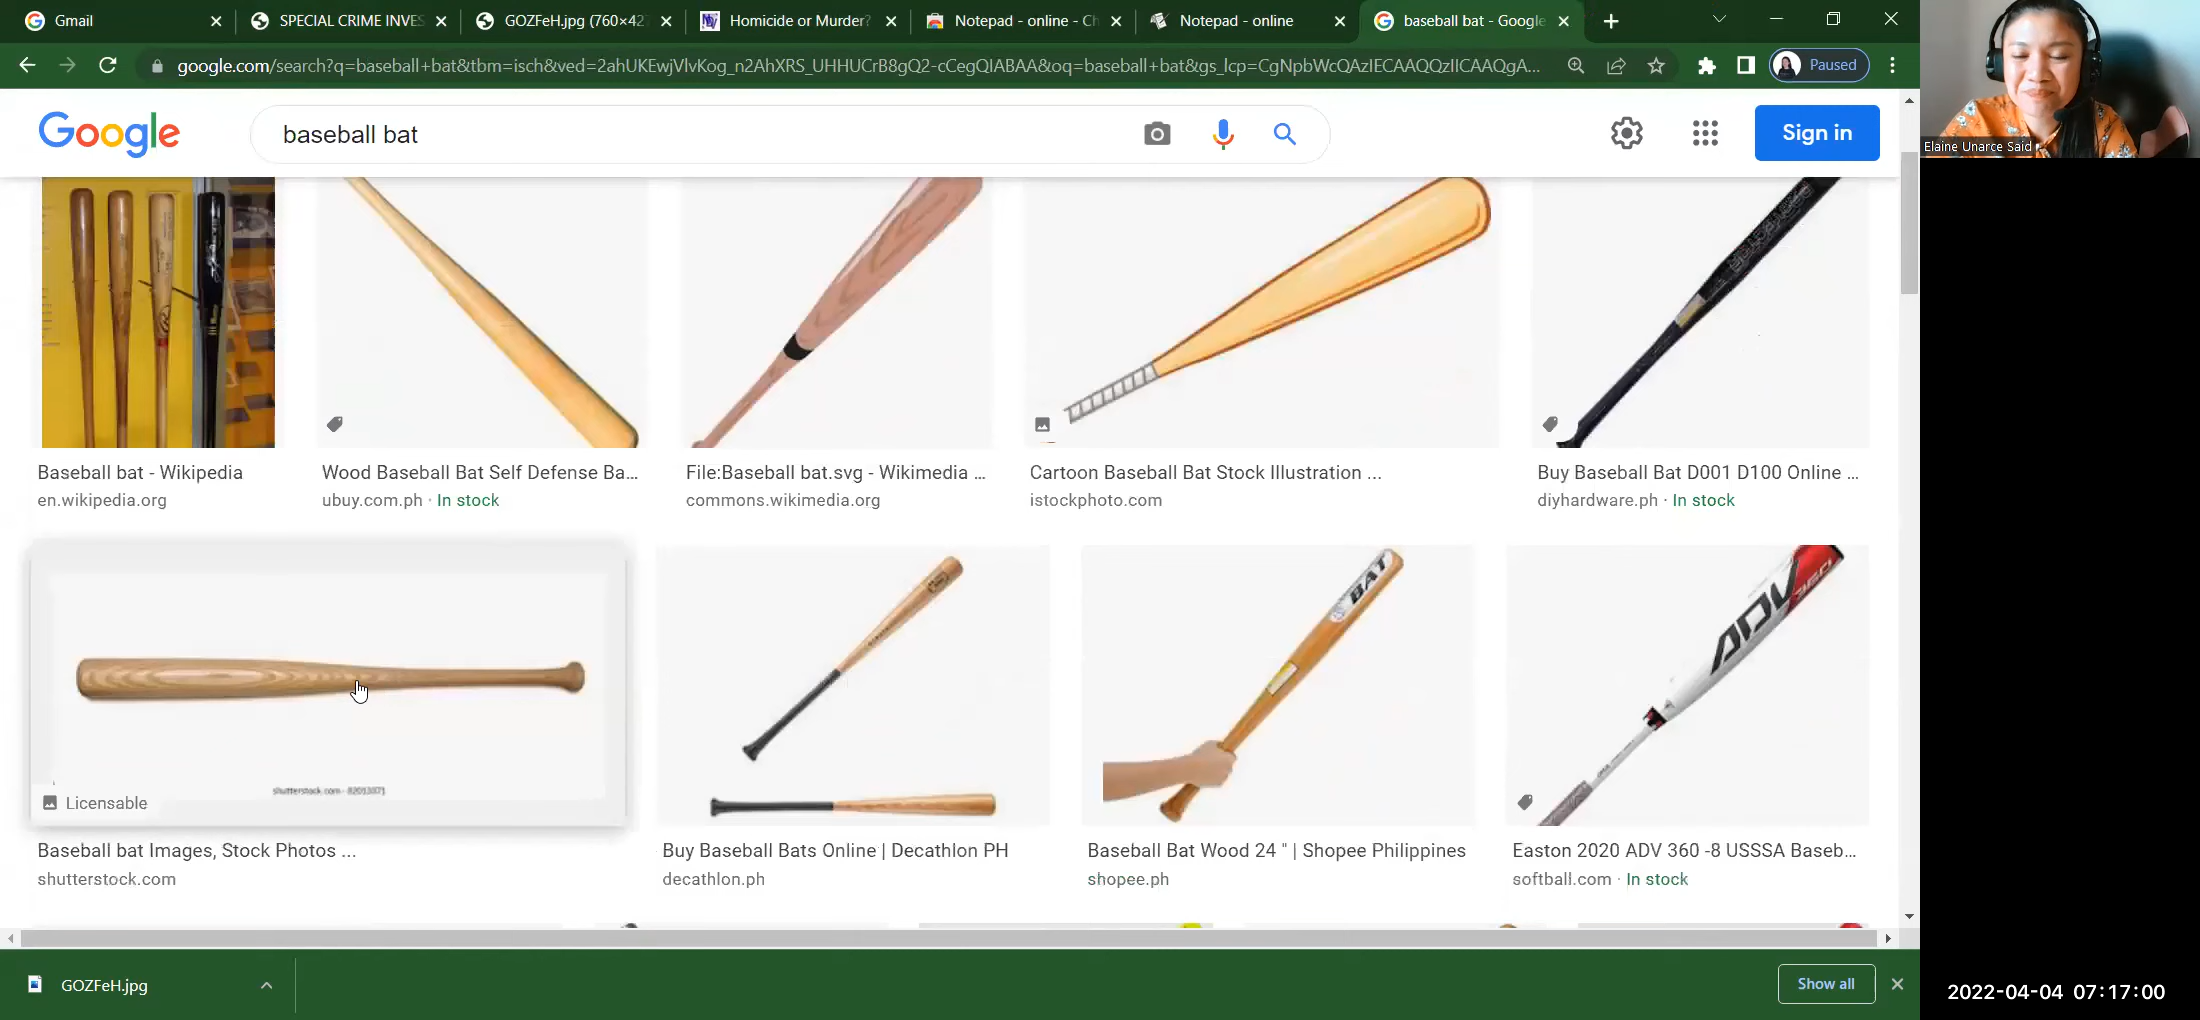 Gmail
SPECIAL CRIME INVES
GOZFeH.jpg (760×427
Homicide or Murder?
Notepad - online - Ch
Notepad - online
baseball bat - Google
google.com/search?q=baseball+bat&tbm=isch&ved=2ahUKEwjVlvKog_n2AhXRS_UHHUCrB8gQ2-cCegQIABAA&oq=baseball+bat&gs_lcp=CgNpbWcQAzIECAAQQzIICAAQgA...
Paused
Elaine Unarce Said
Google
baseball bat
Sign in
Baseball bat - Wikipedia
en.wikipedia.org
Wood Baseball Bat Self Defense Ba...
ubuy.com.ph · In stock
File:Baseball bat.svg - Wikimedia ...
commons.wikimedia.org
Cartoon Baseball Bat Stock Illustration ...
istockphoto.com
Buy Baseball Bat D001 D100 Online ...
diyhardware.ph · In stock
BAT
ADV
360
shutterstock.com · 82013371
Licensable
Baseball bat Images, Stock Photos ...
shutterstock.com
Buy Baseball Bats Online | Decathlon PH
decathlon.ph
Baseball Bat Wood 24 " | Shopee Philippines
shopee.ph
Easton 2020 ADV 360 -8 USSSA Baseb...
softball.com · In stock
GOZFeH.jpg
Show all
2022-04-04 07:17:00